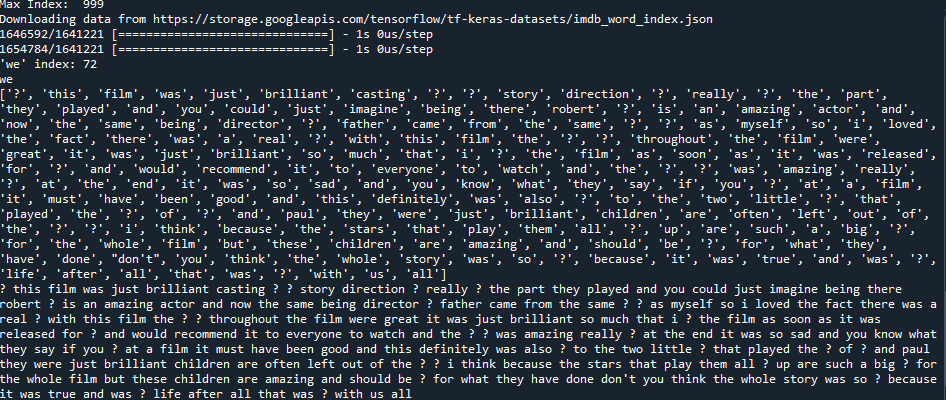 Max Index:  999
Downloading data from https://storage.googleapis.com/tensorflow/tf-keras-datasets/imdb_word_index.json
1646592/1641221 [==============================] - 1s 0us/step
1654784/1641221 [==============================] - 1s 0us/step
'we' index: 72
we
['?', 'this', 'film', 'was', 'just', 'brilliant', 'casting', '?', '?', 'story', 'direction', '?', 'really', '?', 'the', 'part',
'they', 'played', 'and', 'you', 'could', 'just', 'imagine', 'being', 'there', 'robert', '?', 'is', 'an', 'amazing', 'actor', 'and',
'now', 'the', 'same', 'being', 'director', '?', 'father', 'came', 'from', 'the', 'same', '?', '?', 'as', 'myself', 'so', 'i', 'loved',
'the', 'fact', 'there', 'was', 'a', 'real', '?', 'with', 'this', 'film', 'the', '?', '?', 'throughout', 'the', 'film', 'were',
'great', 'it', 'was', 'just', 'brilliant', 'so', 'much', 'that', 'i', '?', 'the', 'film', 'as', 'soon', 'as', 'it', 'was', 'released',
'for', '?', 'and', 'would', 'recommend', 'it', 'to', 'everyone', 'to', 'watch', 'and', 'the', '?', '?', 'was', 'amazing', 'really',
'?', 'at', 'the', 'end', 'it', 'was', 'so', 'sad', 'and', 'you', 'know', 'what', 'they', 'say', 'if', 'you', '?', 'at', 'a', 'film',
'it', 'must', 'have', 'been', 'good', 'and', 'this', 'definitely', 'was', 'also', '?', 'to', 'the', 'two', 'little', '?', 'that',
'played', 'the', '?', 'of', '?', 'and', 'paul', 'they', 'were', 'just', 'brilliant', 'children', 'are', 'often', 'left', 'out', 'of',
'the', '?', '?', 'i', 'think', 'because', 'the', 'stars', 'that', 'play', 'them', 'all', '?', 'up', 'are', 'such', 'a', 'big', '?',
'for', 'the', 'whole', 'film', 'but', 'these', 'children', 'are', 'amazing', 'and', 'should', 'be', '?', 'for', 'what', 'they',
'have', 'done', "don't", 'you', 'think', 'the', 'whole', 'story', 'was', 'so', '?', 'because', 'it', 'was', 'true', 'and', 'was', '?',
'life', 'after', 'all', 'that', 'was', '?', 'with', 'us', 'all']
? this film was just brilliant casting ? ? story direction ? really ? the part they played and you could just imagine being there
robert ? is an amazing actor and now the same being director ? father came from the same ? ? as myself so i loved the fact there was a
real ? with this film the ? ? throughout the film were great it was just brilliant so much that i ? the film as soon as it was
released for ? and would recommend it to everyone to watch and the ? ? was amazing really ? at the end it was so sad and you know what
they say if you ? at a film it must have been good and this definitely was also ? to the two little ? that played the ? of ? and paul
they were just brilliant children are often left out of the ? ? i think because the stars that play them all ? up are such a big ? for
the whole film but these children are amazing and should be ? for what they have done don't you think the whole story was so ? because
it was true and was ? life after all that was ? with us all